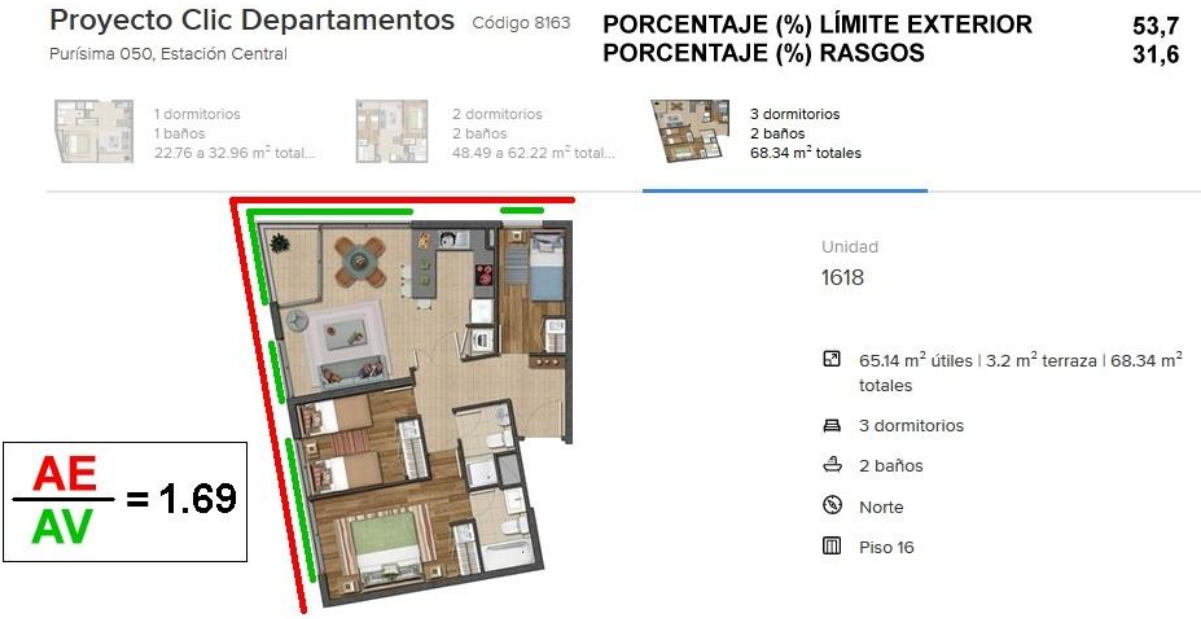 Proyecto Clic Departamentos Código 8163
Purísima 050, Estación Central
PORCENTAJE (%) LÍMITE EXTERIOR 53,7
PORCENTAJE (%) RASGOS 31,6
1 dormitorios
1 baños
22.76 a 32.96 m² total...
2 dormitorios
2 baños
48.49 a 62.22 m² total...
3 dormitorios
2 baños
68.34 m² totales
Unidad
1618
65.14 m² útiles | 3.2 m² terraza | 68.34 m²
totales
3 dormitorios
2 baños
Norte
Piso 16
AE
AV
= 1.69